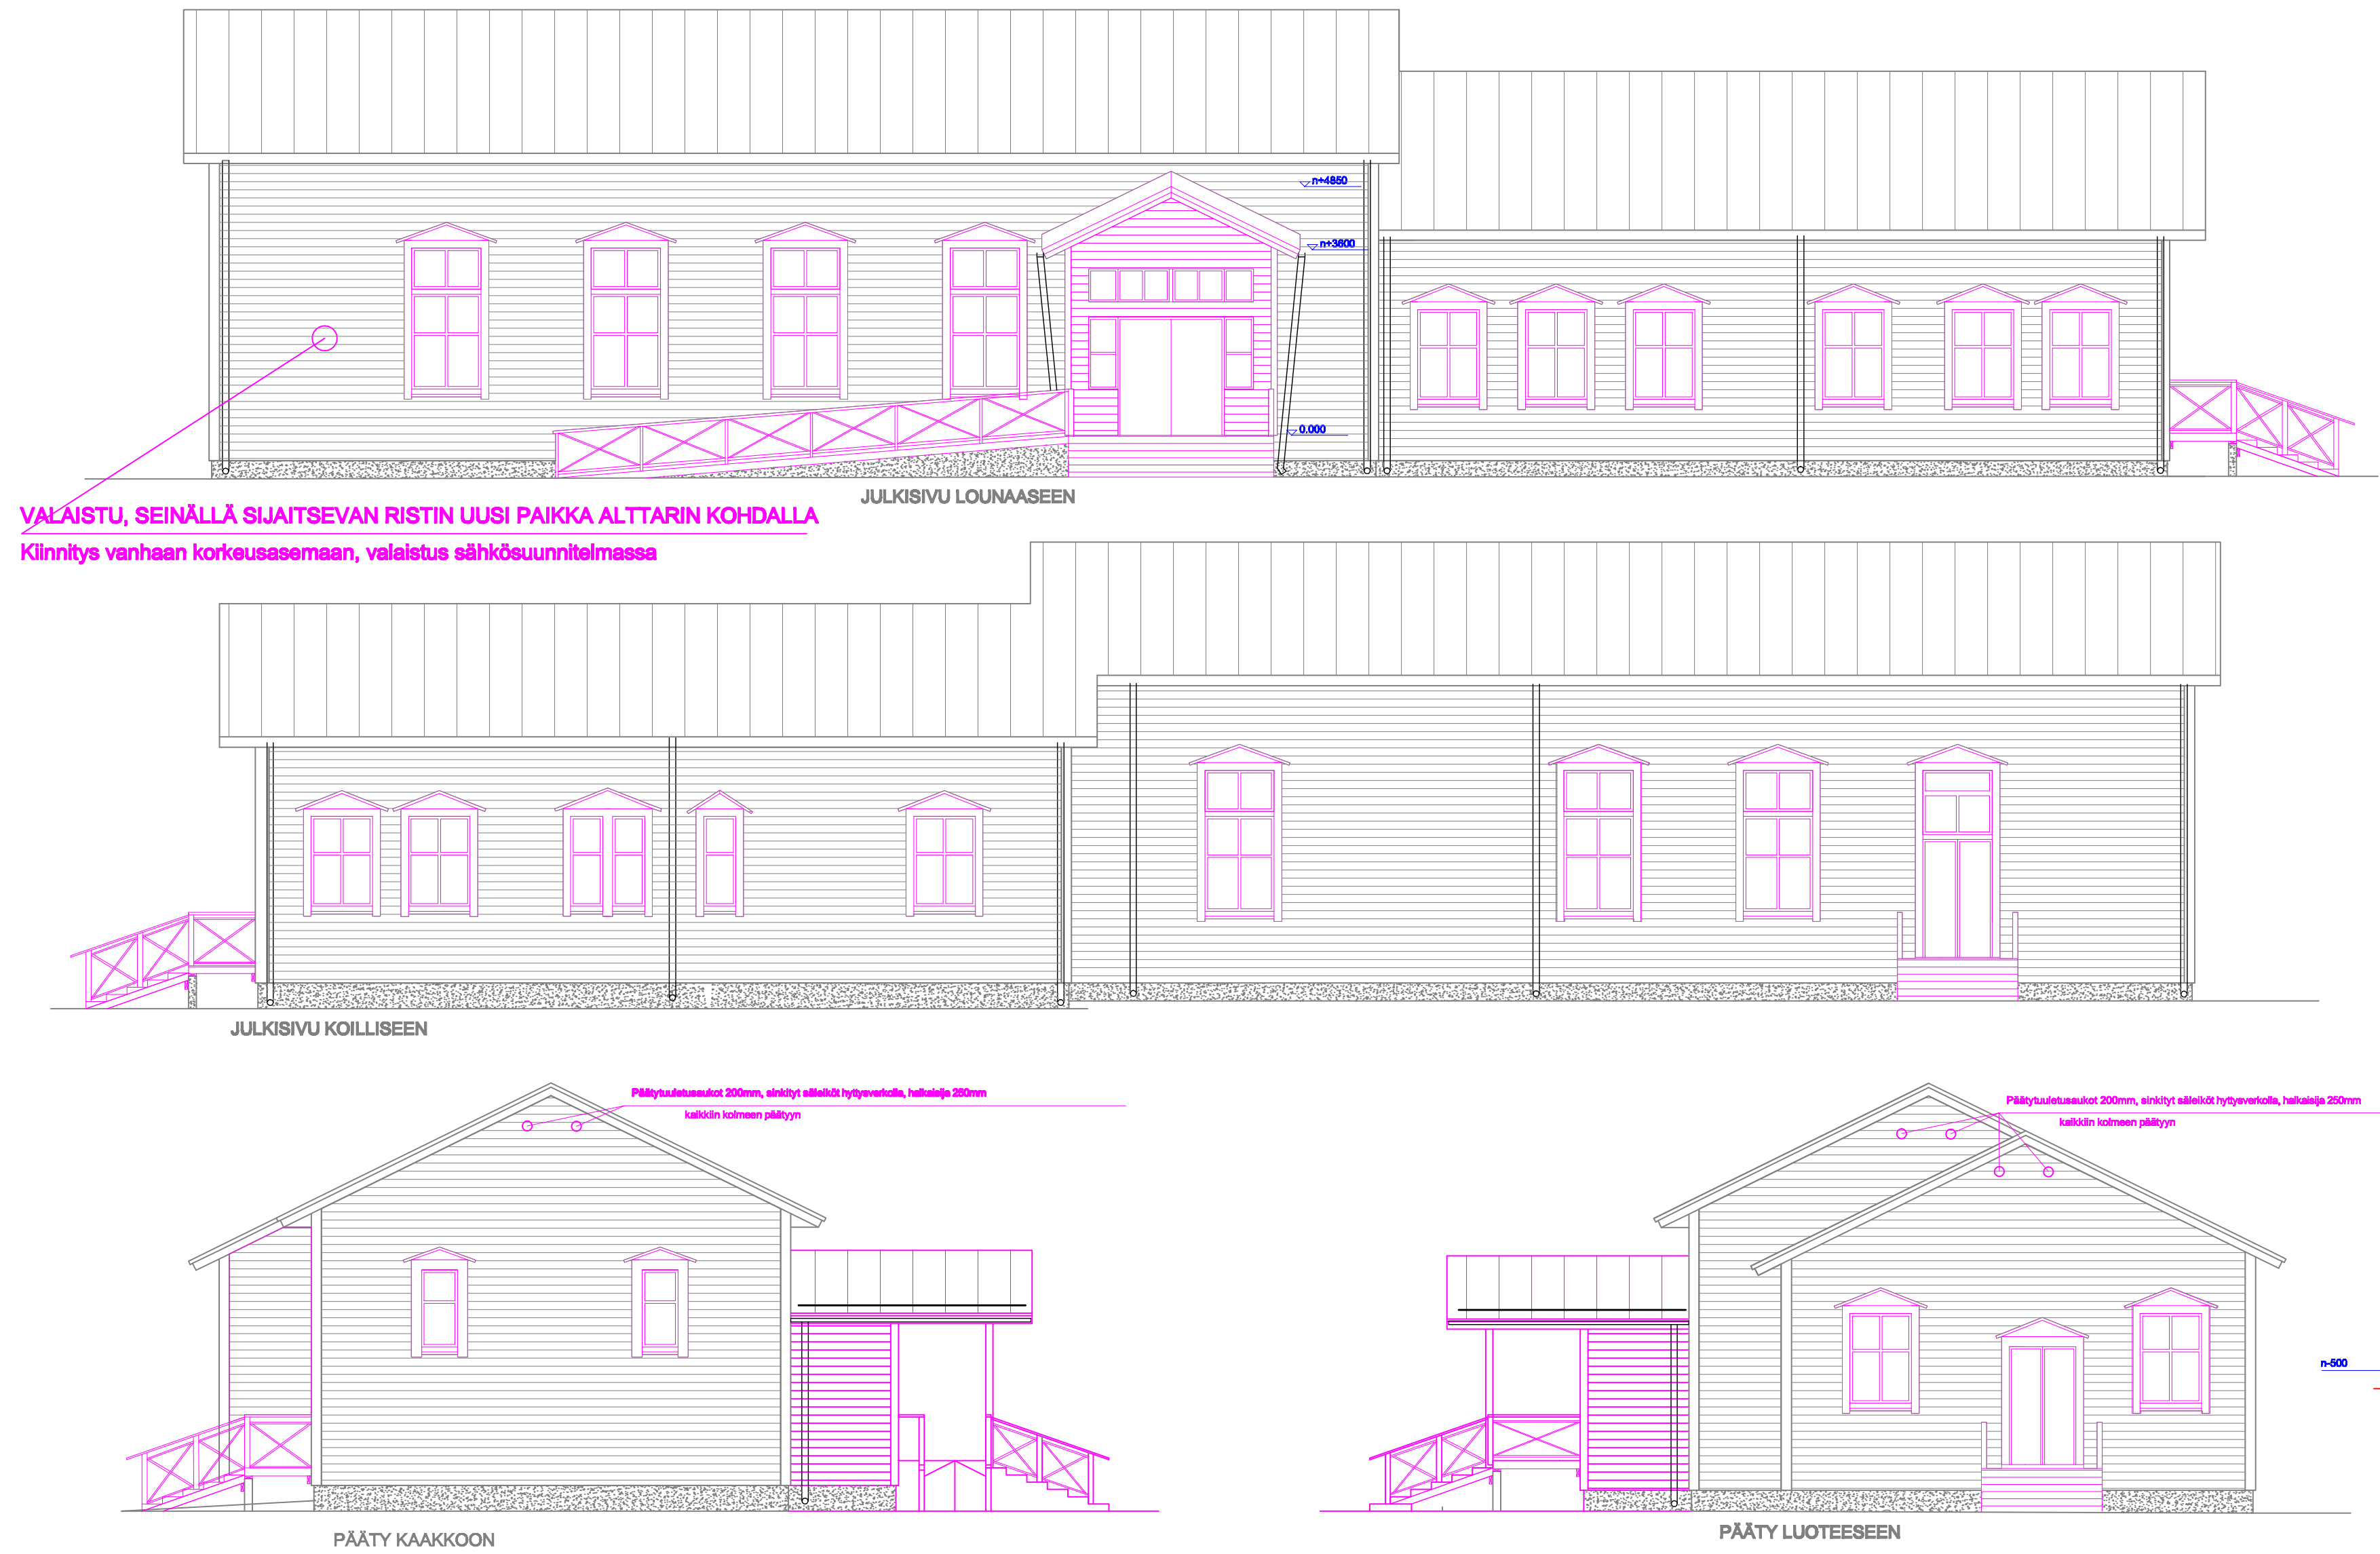 n+4850
n+3600
0.000
JULKISIVU LOUNAASEEN
VALAISTU, SEINÄLLÄ SIJAITSEVAN RISTIN UUSI PAIKKA ALTTARIN KOHDALLA
Kiinnitys vanhaan korkeusasemaan, valaistus sähkösuunnitelmassa
JULKISIVU KOILLISEEN
Päätytuuletusaukot 200mm, sinkityt säleiköt hyttysverkolla, halkaisija 250mm
kaikkiin kolmeen päätyyn
Päätytuuletusaukot 200mm, sinkityt säleiköt hyttysverkolla, halkaisija 250mm
kaikkiin kolmeen päätyyn
n-500
PÄÄTY KAAKKOON
PÄÄTY LUOTEESEEN